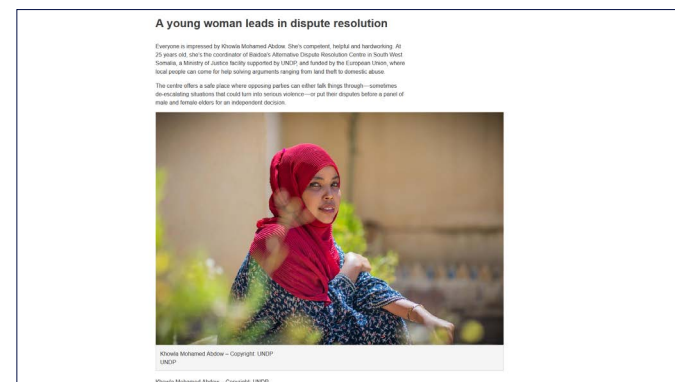 A young woman leads in dispute resolution
Everyone is impressed by Khowla Mohamed Abdow. She's competent, helpful and hardworking. At
25 years old, she's the coordinator of Baidoa's Alternative Dispute Resolution Centre in South West
Somalia, a Ministry of Justice facility supported by UNDP, and funded by the European Union, where
local people can come for help solving arguments ranging from land theft to domestic abuse.
The centre offers a safe place where opposing parties can either talk things through—sometimes
de-escalating situations that could turn into serious violence—or put their disputes before a panel of
male and female elders for an independent decision.
Khowla Mohamed Abdow – Copyright: UNDP
UNDP
Khowla Mohamed Abdow – Copyright: UNDP